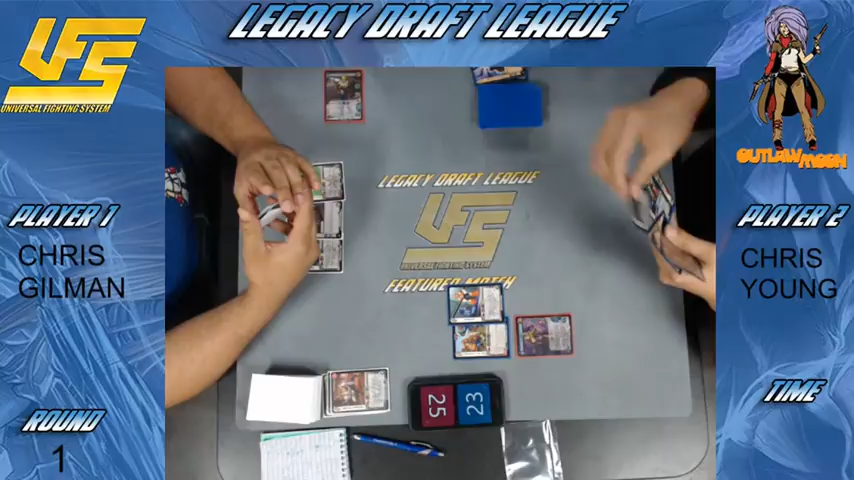 LEGACY DRAFT LEAGUE
UFS
UNIVERSAL FIGHTING SYSTEM
OUTLAW MOON
PLAYER 1
CHRIS
GILMAN
PLAYER 2
CHRIS
YOUNG
LEGACY DRAFT LEAGUE
UFS
UNIVERSAL FIGHTING SYSTEM
FEATURED MATCH
25
23
ROUND
1
TIME